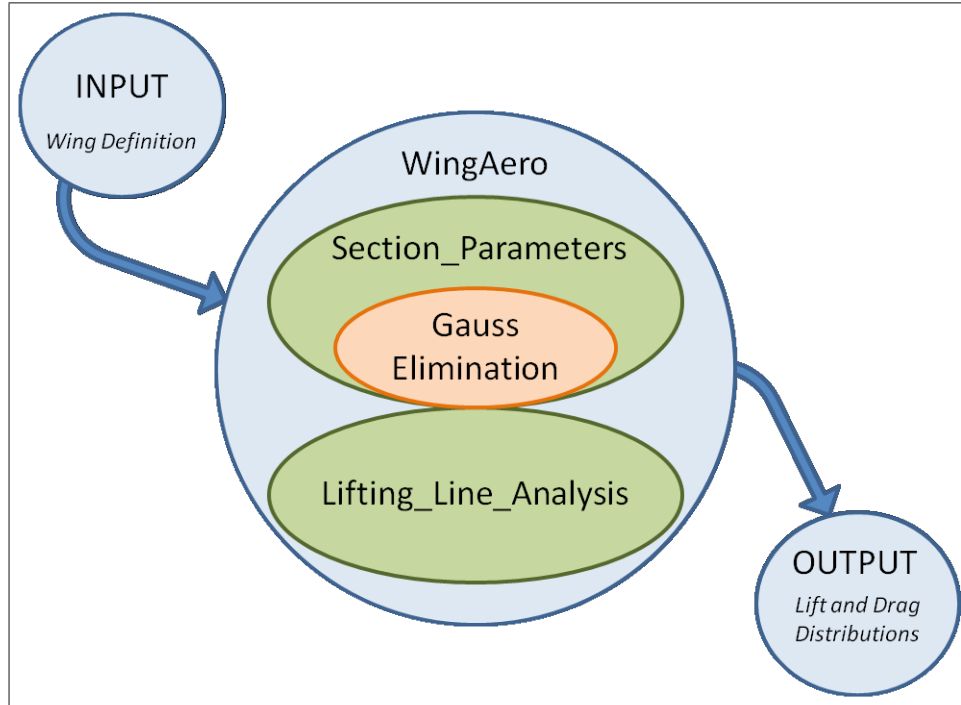 INPUT
Wing Definition
WingAero
Section_Parameters
Gauss
Elimination
Lifting_Line_Analysis
OUTPUT
Lift and Drag
Distributions